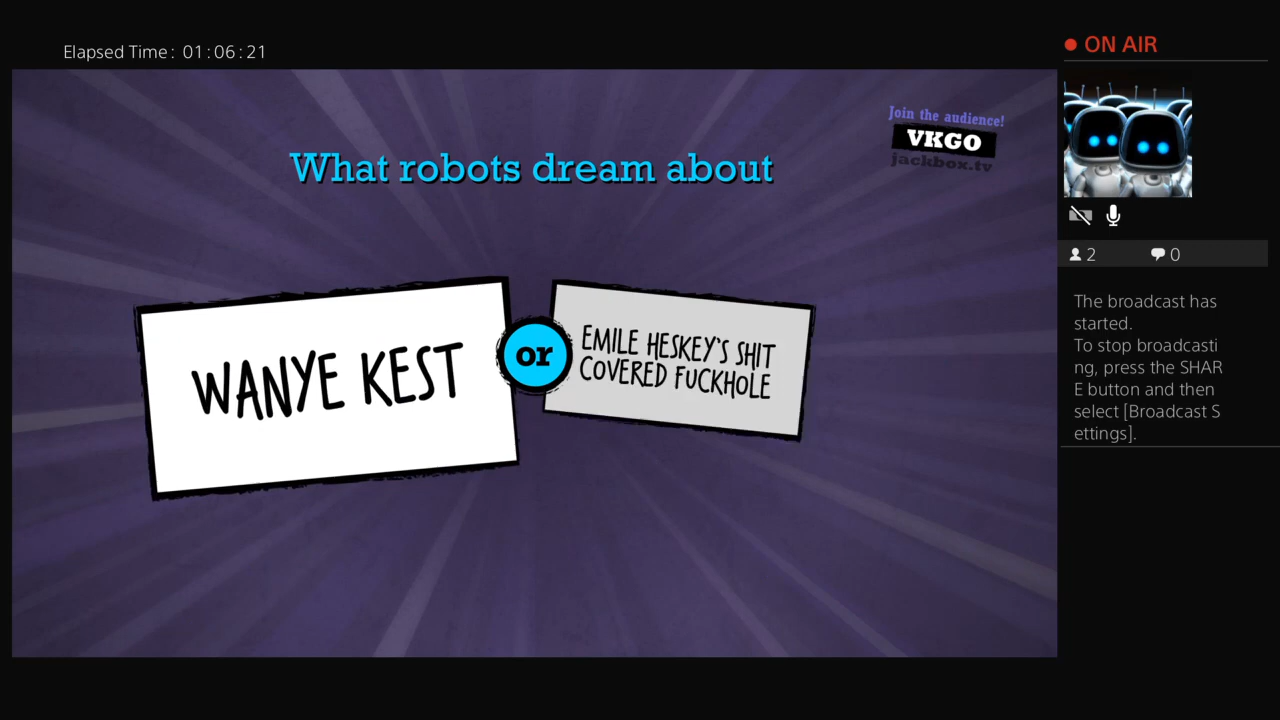 Elapsed Time: 01:06:21
ON AIR
Join the audience!
VKGO
jackbox.tv
What robots dream about
WANYE KEST
or
EMILE HESKEY'S SHIT
COVERED FUCKHOLE
2
0
The broadcast has
started.
To stop broadcasti
ng, press the SHAR
E button and then
select [Broadcast S
ettings].